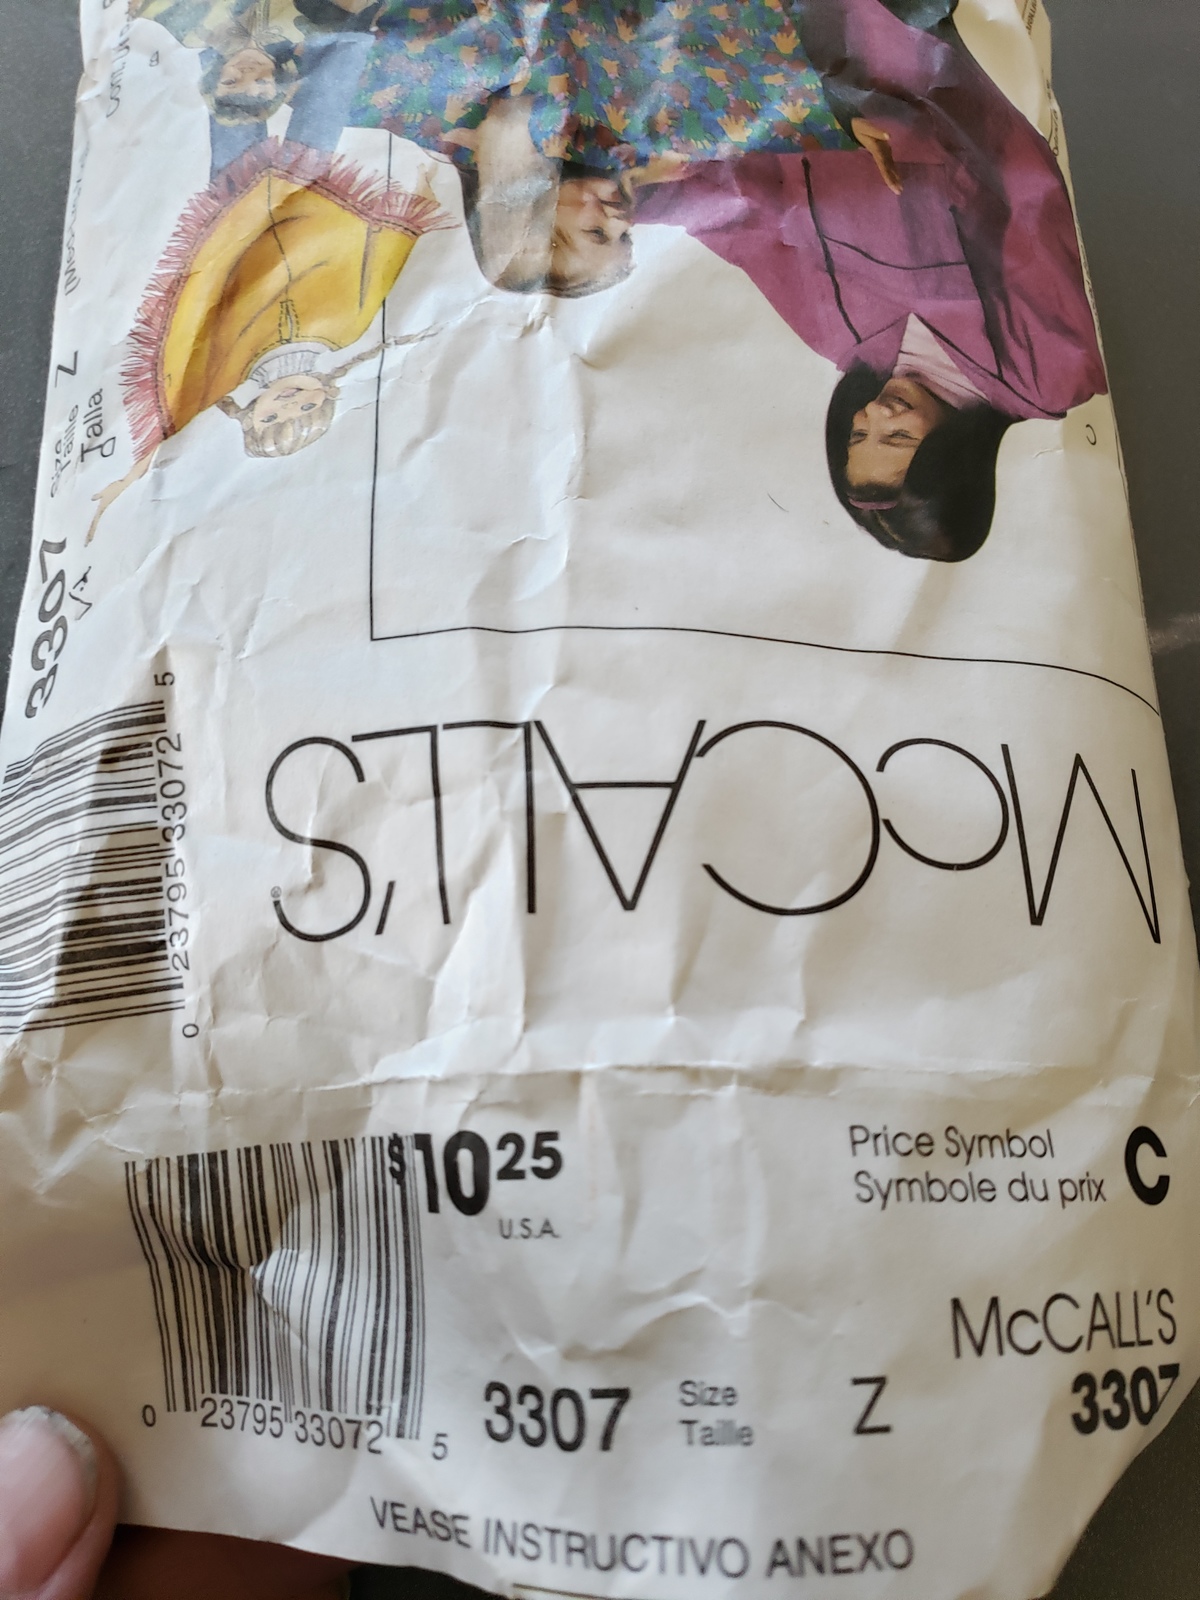 3307
Size
Taille Z
Talla
McCALL'S®
0 23795 33072 5
$10 25
U.S.A.
Price Symbol
Symbole du prix C
McCALL'S
3307
0 23795 33072 5
3307
Size
Taille
Z
VEASE INSTRUCTIVO ANEXO